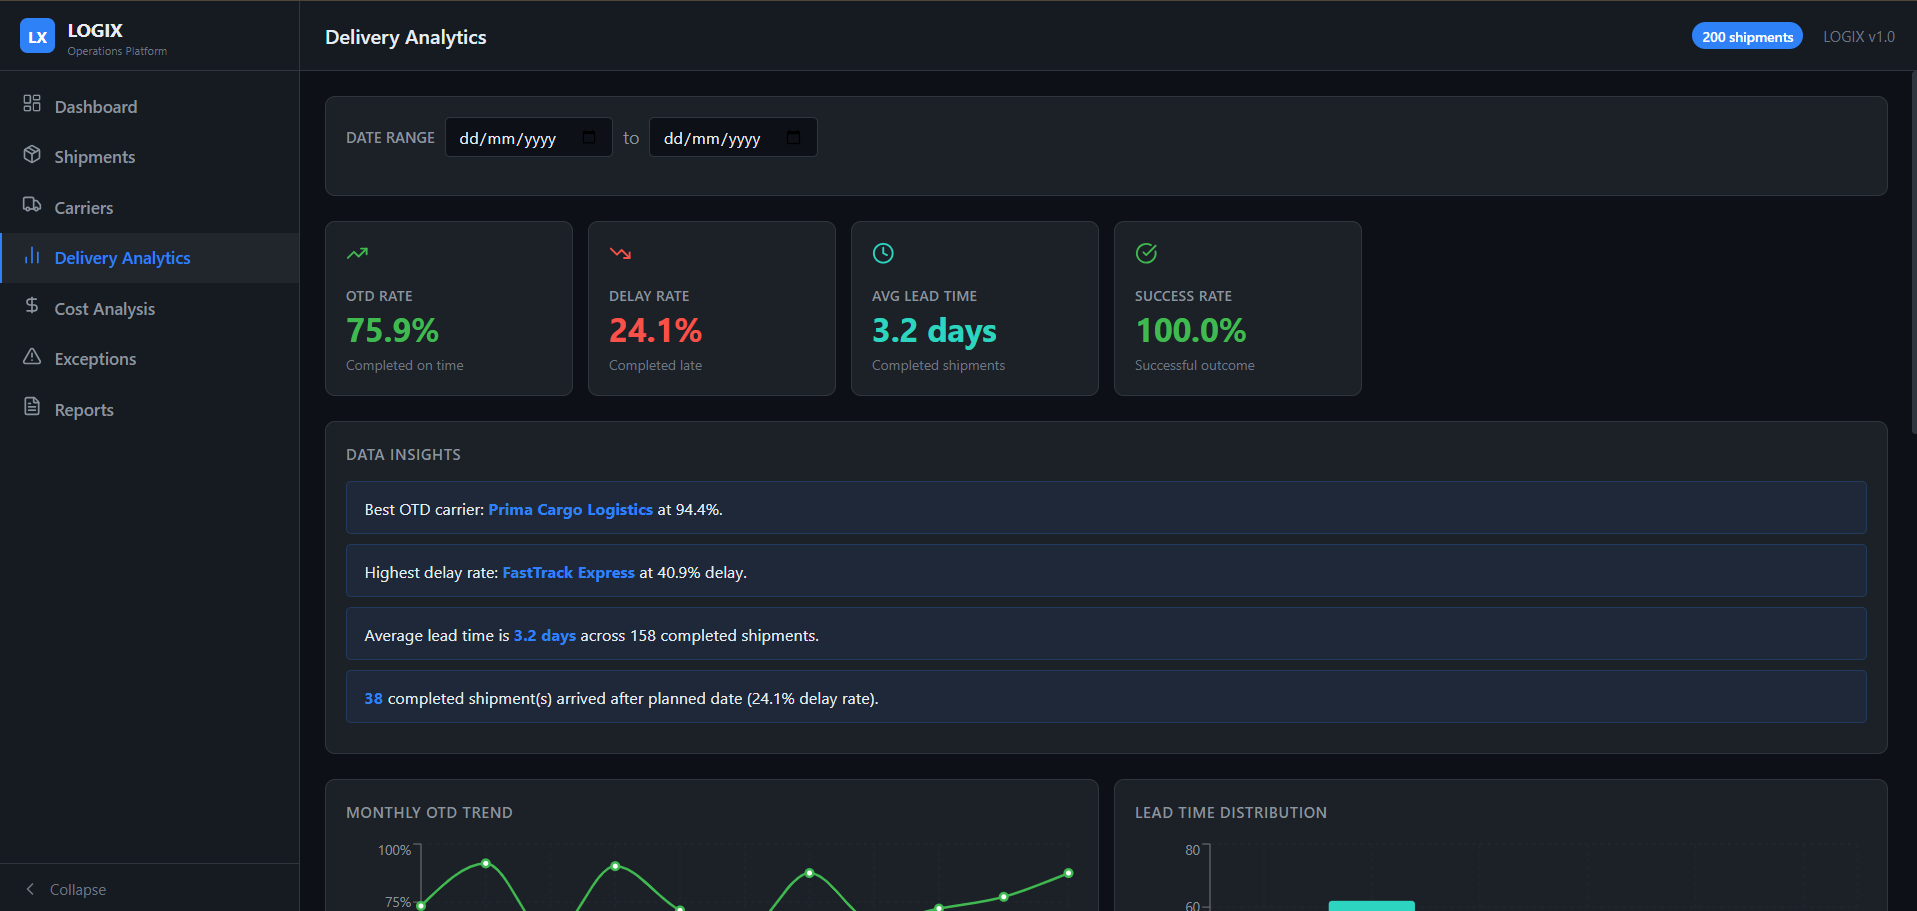 LX
LOGIX
Operations Platform
Dashboard
Shipments
Carriers
Delivery Analytics
Cost Analysis
Exceptions
Reports
Collapse
Delivery Analytics
200 shipments
LOGIX v1.0
DATE RANGE dd/mm/yyyy to dd/mm/yyyy
OTD RATE
75.9%
Completed on time
DELAY RATE
24.1%
Completed late
AVG LEAD TIME
3.2 days
Completed shipments
SUCCESS RATE
100.0%
Successful outcome
DATA INSIGHTS
Best OTD carrier: Prima Cargo Logistics at 94.4%.
Highest delay rate: FastTrack Express at 40.9% delay.
Average lead time is 3.2 days across 158 completed shipments.
38 completed shipment(s) arrived after planned date (24.1% delay rate).
MONTHLY OTD TREND
100%
75%
LEAD TIME DISTRIBUTION
80
60